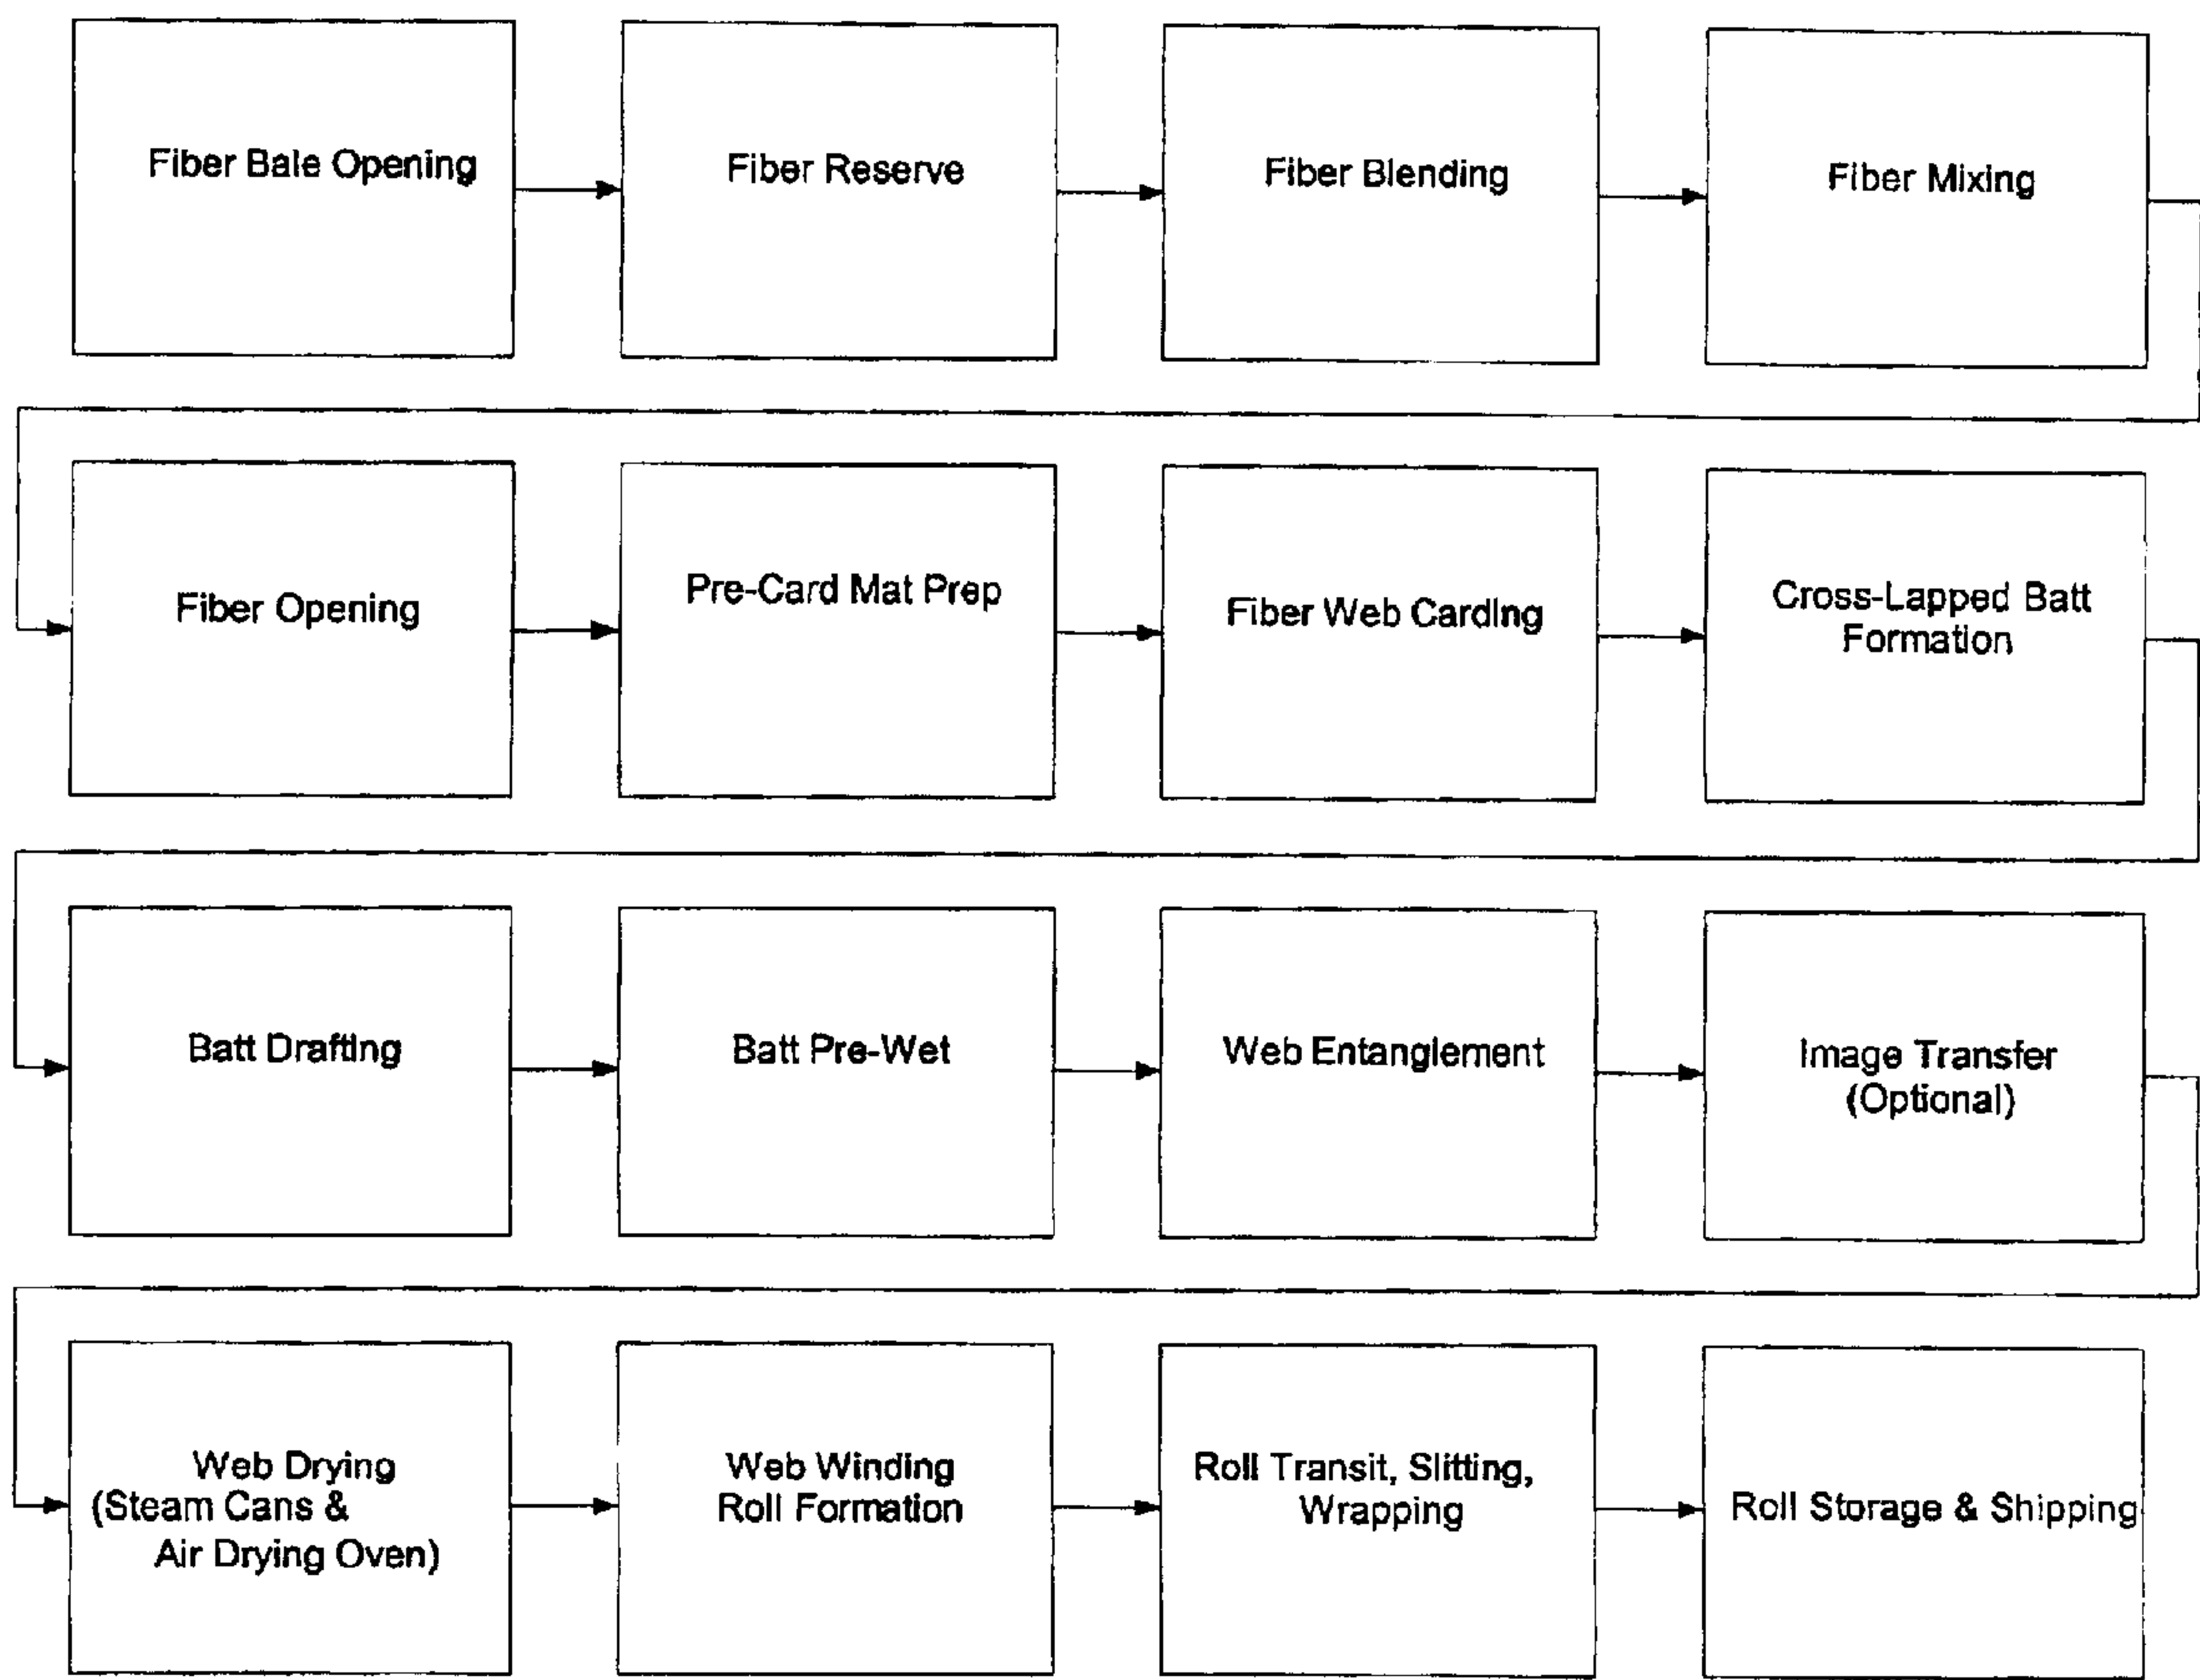 Fiber Bale Opening
Fiber Reserve
Fiber Blending
Fiber Mixing
Fiber Opening
Pre-Card Mat Prep
Fiber Web Carding
Cross-Lapped Batt
Formation
Batt Drafting
Batt Pre-Wet
Web Entanglement
Image Transfer
(Optional)
Web Drying
(Steam Cans &
Air Drying Oven)
Web Winding
Roll Formation
Roll Transit, Slitting,
Wrapping
Roll Storage & Shipping